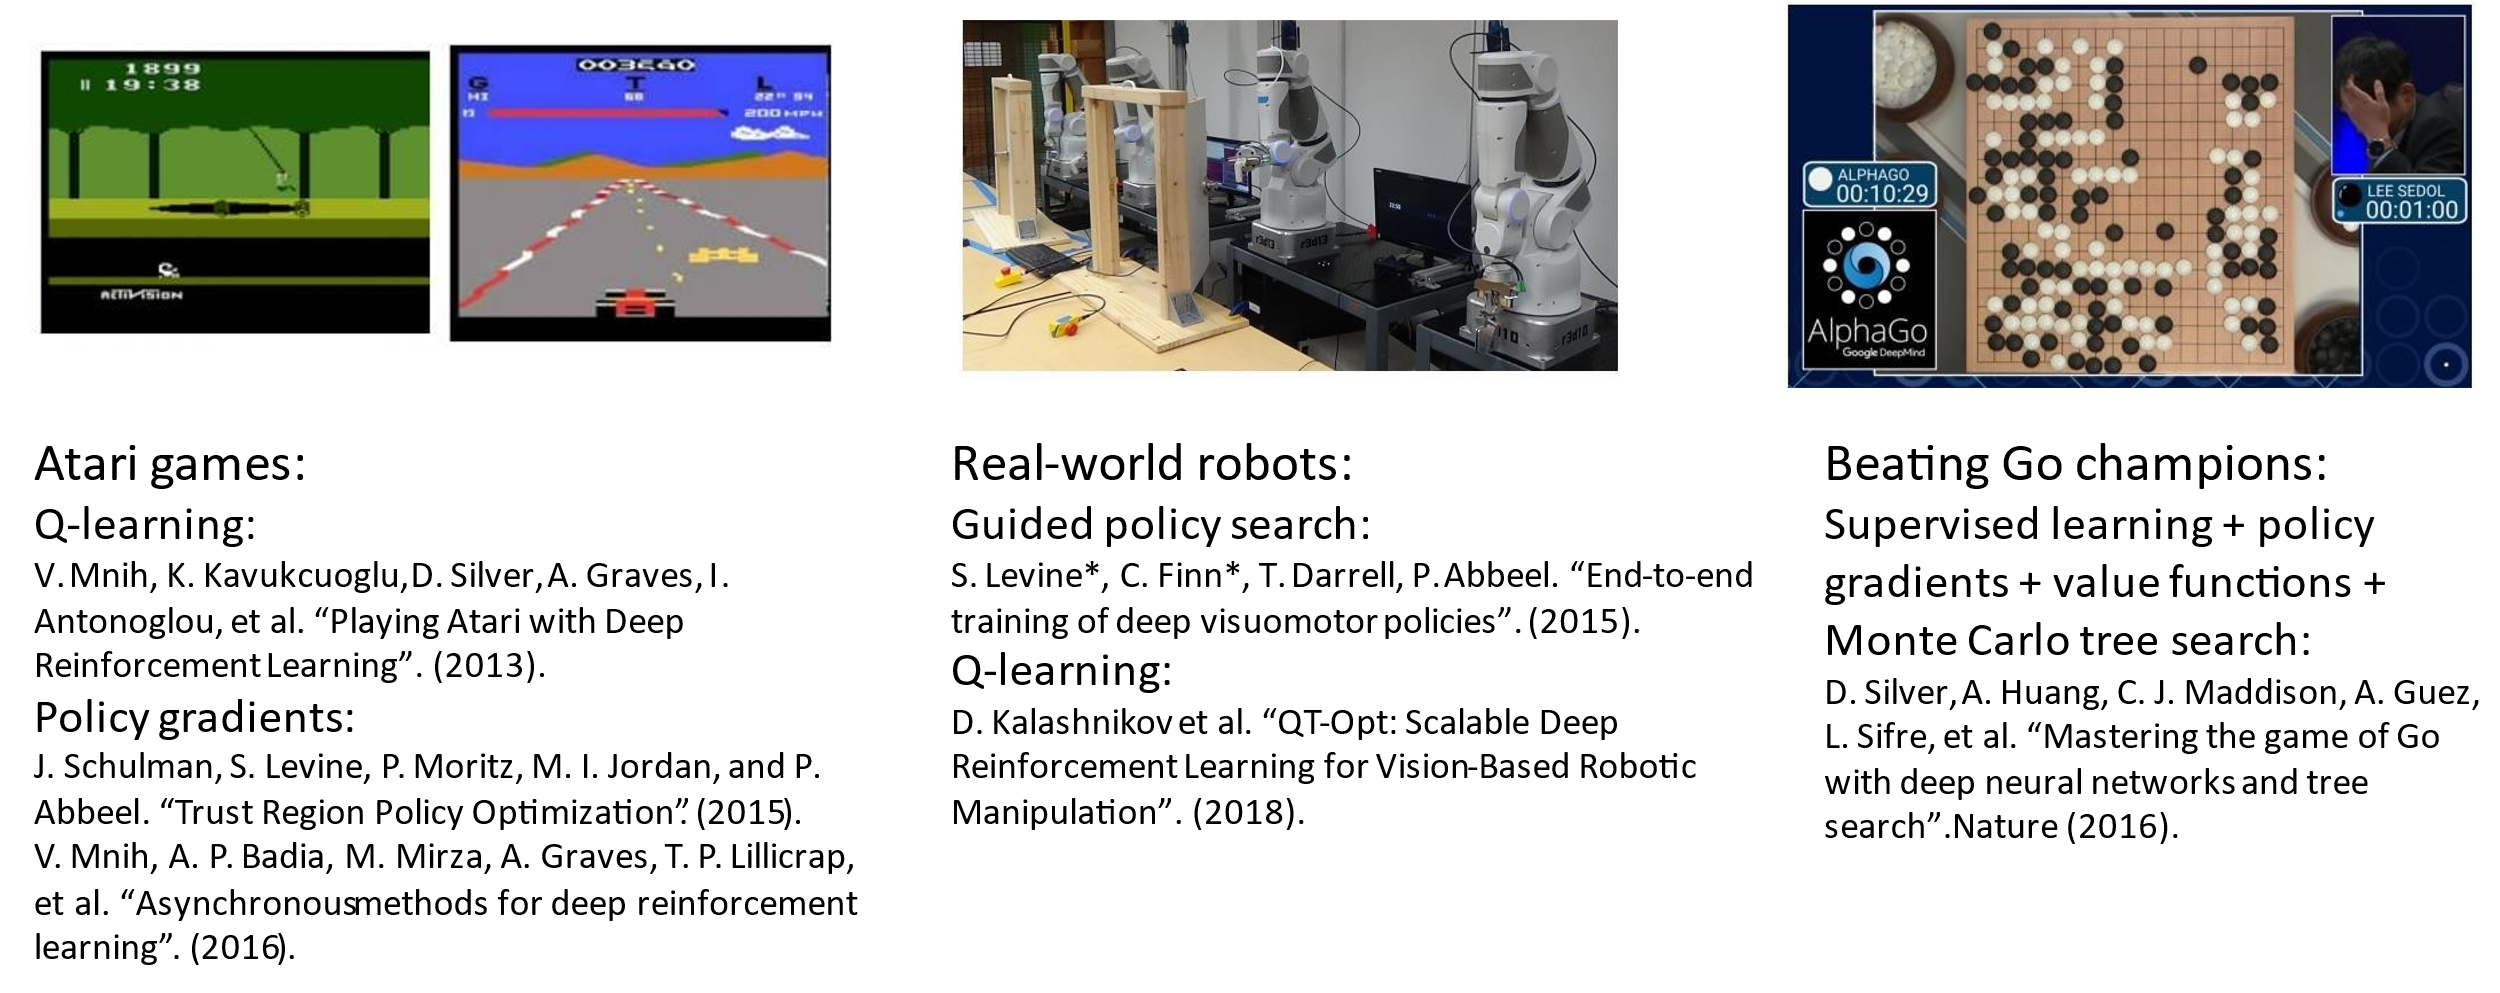 1899
II 19:38
ACTIVISION
G T L
68
200 MPH
ALPHAGO
00:10:29
LEE SEDOL
00:01:00
AlphaGo
Google DeepMind
Atari games:
Q-learning:
V. Mnih, K. Kavukcuoglu, D. Silver, A. Graves, I.
Antonoglou, et al. “Playing Atari with Deep
Reinforcement Learning”. (2013).
Policy gradients:
J. Schulman, S. Levine, P. Moritz, M. I. Jordan, and P.
Abbeel. “Trust Region Policy Optimization”. (2015).
V. Mnih, A. P. Badia, M. Mirza, A. Graves, T. P. Lillicrap,
et al. “Asynchronous methods for deep reinforcement
learning”. (2016).
Real-world robots:
Guided policy search:
S. Levine*, C. Finn*, T. Darrell, P. Abbeel. “End-to-end
training of deep visuomotor policies”. (2015).
Q-learning:
D. Kalashnikov et al. “QT-Opt: Scalable Deep
Reinforcement Learning for Vision-Based Robotic
Manipulation”. (2018).
Beating Go champions:
Supervised learning + policy
gradients + value functions +
Monte Carlo tree search:
D. Silver, A. Huang, C. J. Maddison, A. Guez,
L. Sifre, et al. “Mastering the game of Go
with deep neural networks and tree
search”. Nature (2016).